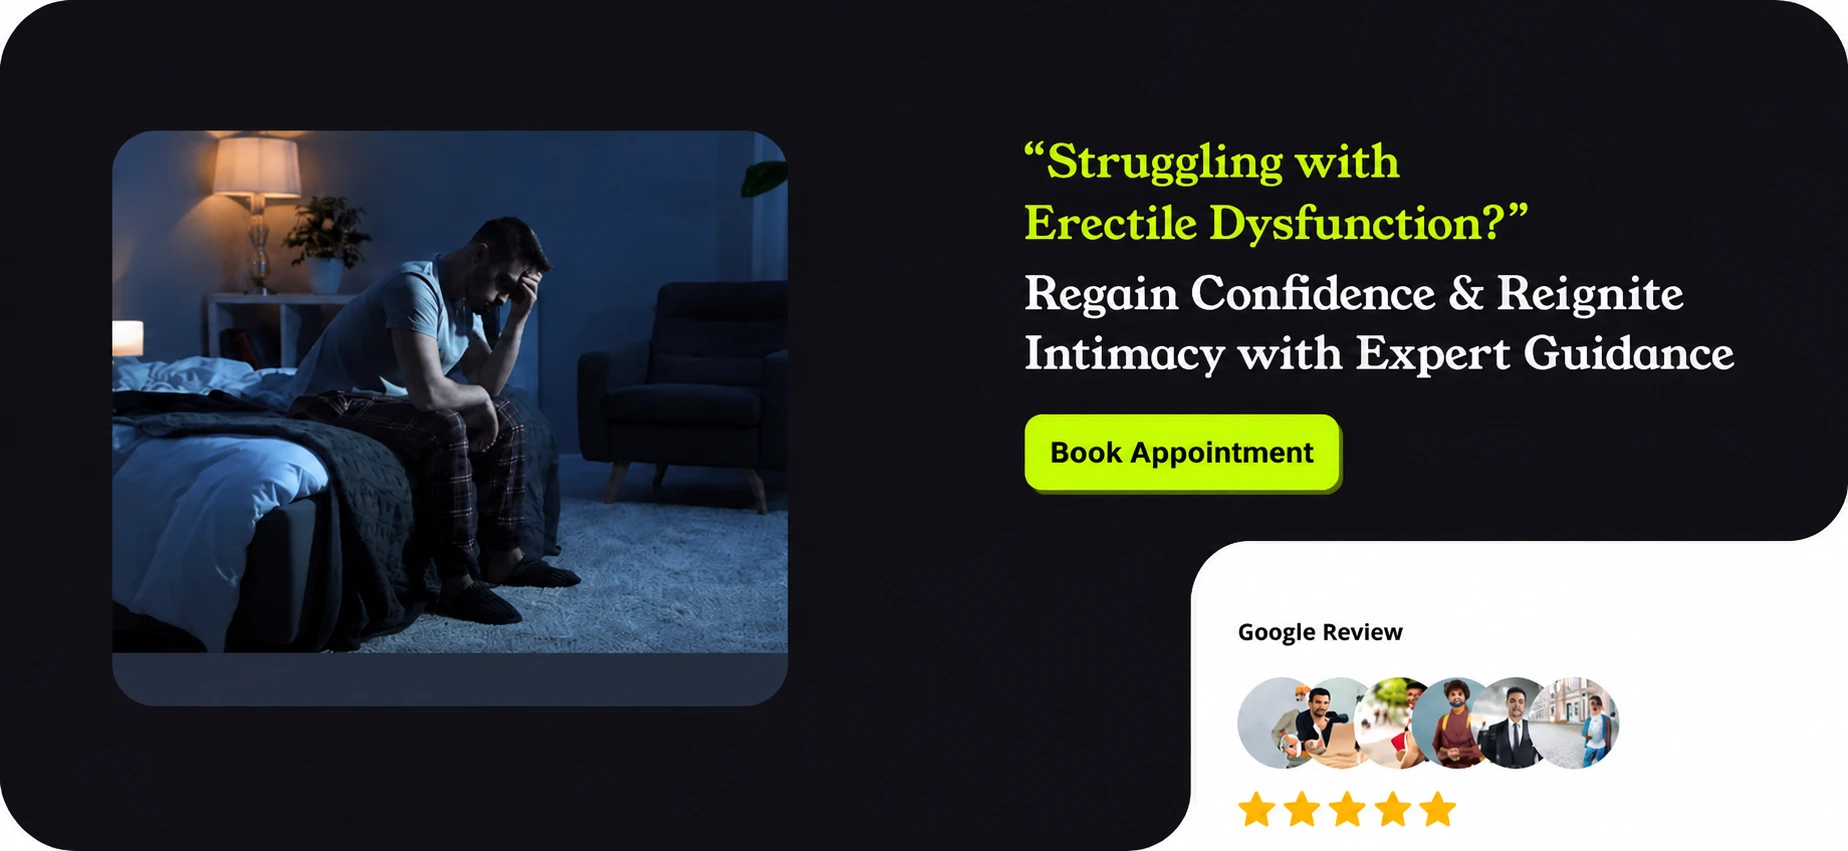 “Struggling with
Erectile Dysfunction?”
Regain Confidence & Reignite
Intimacy with Expert Guidance
Book Appointment
Google Review